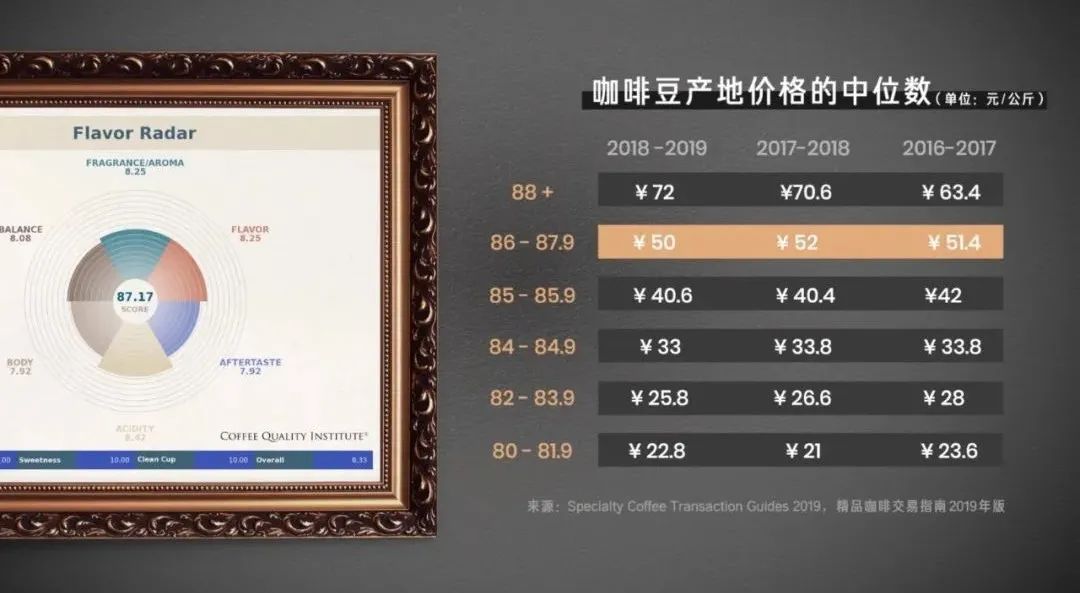 Flavor Radar
FRAGRANCE/AROMA
8.25
BALANCE
8.08
FLAVOR
8.25
87.17
SCORE
BODY
7.92
AFTERTASTE
7.92
ACIDITY
8.42
COFFEE QUALITY INSTITUTE®
.00 Sweetness 10.00 Clean Cup 10.00 Overall 8.33
咖啡豆产地价格的中位数(单位：元/公斤)
2018-2019 2017-2018 2016-2017
88+ ¥72 ¥70.6 ¥63.4
86-87.9 ¥50 ¥52 ¥51.4
85-85.9 ¥40.6 ¥40.4 ¥42
84-84.9 ¥33 ¥33.8 ¥33.8
82-83.9 ¥25.8 ¥26.6 ¥28
80-81.9 ¥22.8 ¥21 ¥23.6
来源：Specialty Coffee Transaction Guides 2019，精品咖啡交易指南2019年版